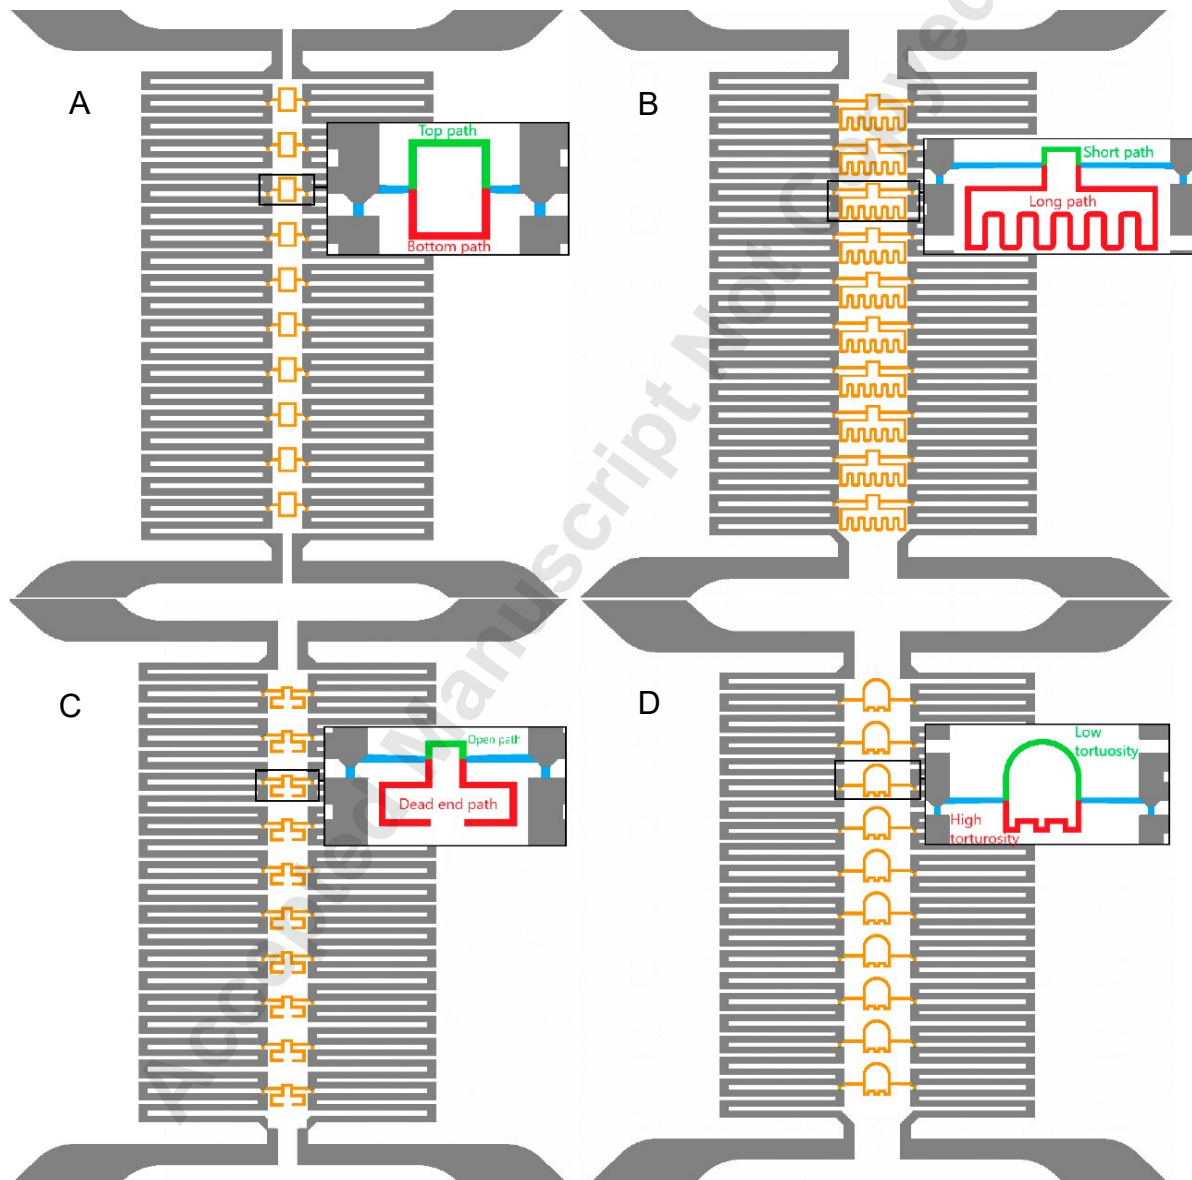 A
Top path
Bottom path
B
Short path
Long path
C
Open path
Dead end path
D
Low
tortuosity
High
torturosity
Accepted Manuscript Not Copyed